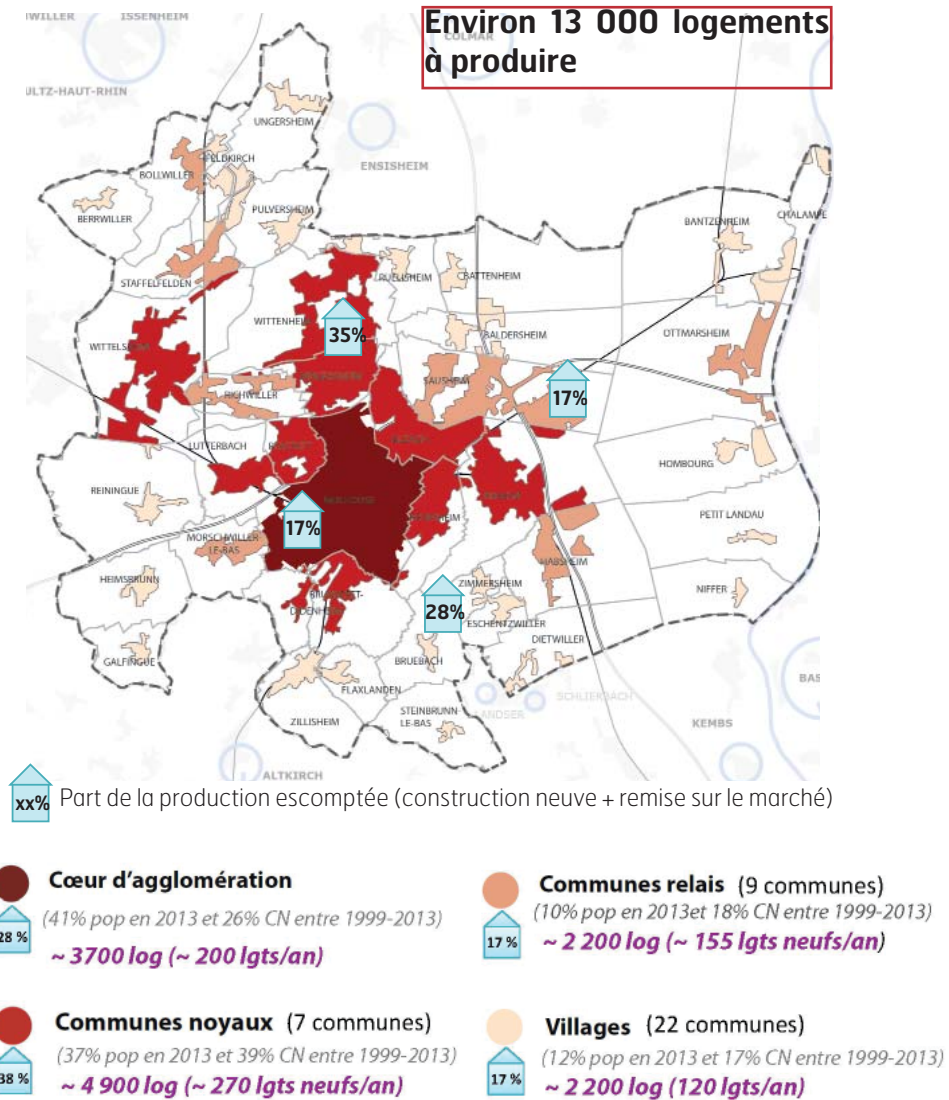 WILLER
ISSENHEIM
Environ 13 000 logements
à produire
COLMAR
ULTZ-HAUT-RHIN
UNGERSHEIM
FELDKIRCH
BOLLWILLER
ENSISHEIM
BERRWILLER
PULVERSHEIM
BANTZENHEIM
CHALAMPE
STAFFELFELDEN
RUELISHEIM
BATTENHEIM
WITTENHEIM
BALDERSHEIM
OTTMARSHEIM
35%
WITTELSHEIM
SAUSHEIM
17%
RICHWILLER
LUTTERBACH
HOMBOURG
REININGUE
PETIT LANDAU
17%
MORSCHWILLER-
LE-BAS
HABSHEIM
HEIMSBRUNN
ZIMMERSHEIM
NIFFER
28%
ESCHENTZWILLER
DIETWILLER
GALFINGUE
BRUEBACH
BAS
FLAXLANDEN
SCHLIERBACH
STEINBRUNN-
LE-BAS
LANDSER
ZILLISHEIM
KEMBS
ALTKIRCH
xx% Part de la production escomptée (construction neuve + remise sur le marché)
Cœur d'agglomération
(41% pop en 2013 et 26% CN entre 1999-2013)
28 %
~ 3700 log (~ 200 lgts/an)
Communes relais (9 communes)
(10% pop en 2013et 18% CN entre 1999-2013)
17 %
~ 2 200 log (~ 155 lgts neufs/an)
Communes noyaux (7 communes)
(37% pop en 2013 et 39% CN entre 1999-2013)
38 %
~ 4 900 log (~ 270 lgts neufs/an)
Villages (22 communes)
(12% pop en 2013 et 17% CN entre 1999-2013)
17 %
~ 2 200 log (120 lgts/an)